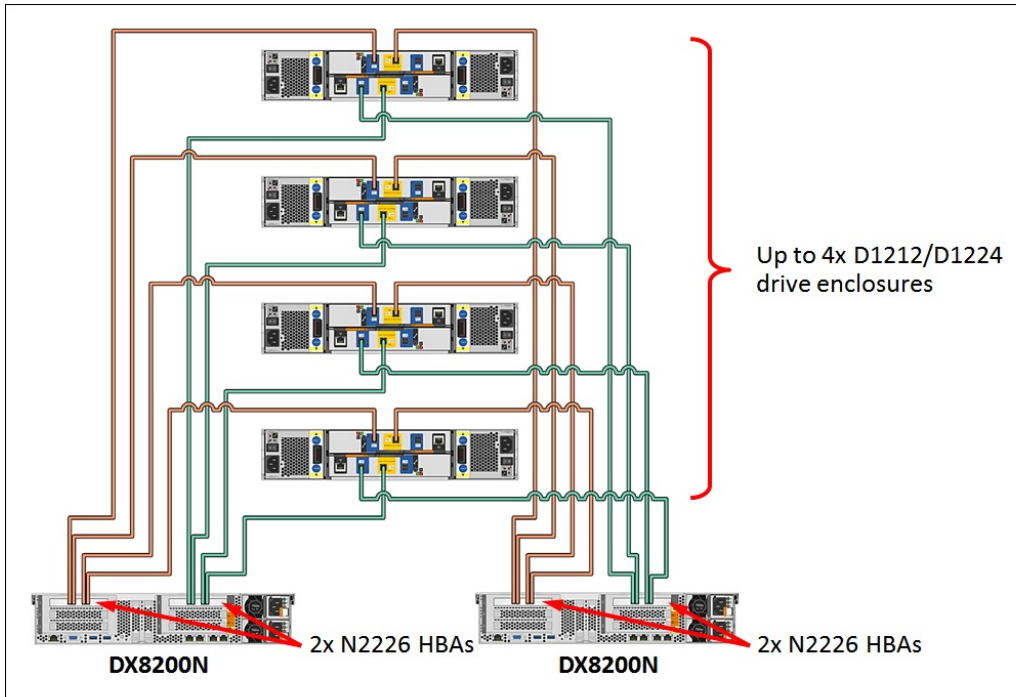 Up to 4x D1212/D1224
drive enclosures
2x N2226 HBAs
2x N2226 HBAs
DX8200N
DX8200N